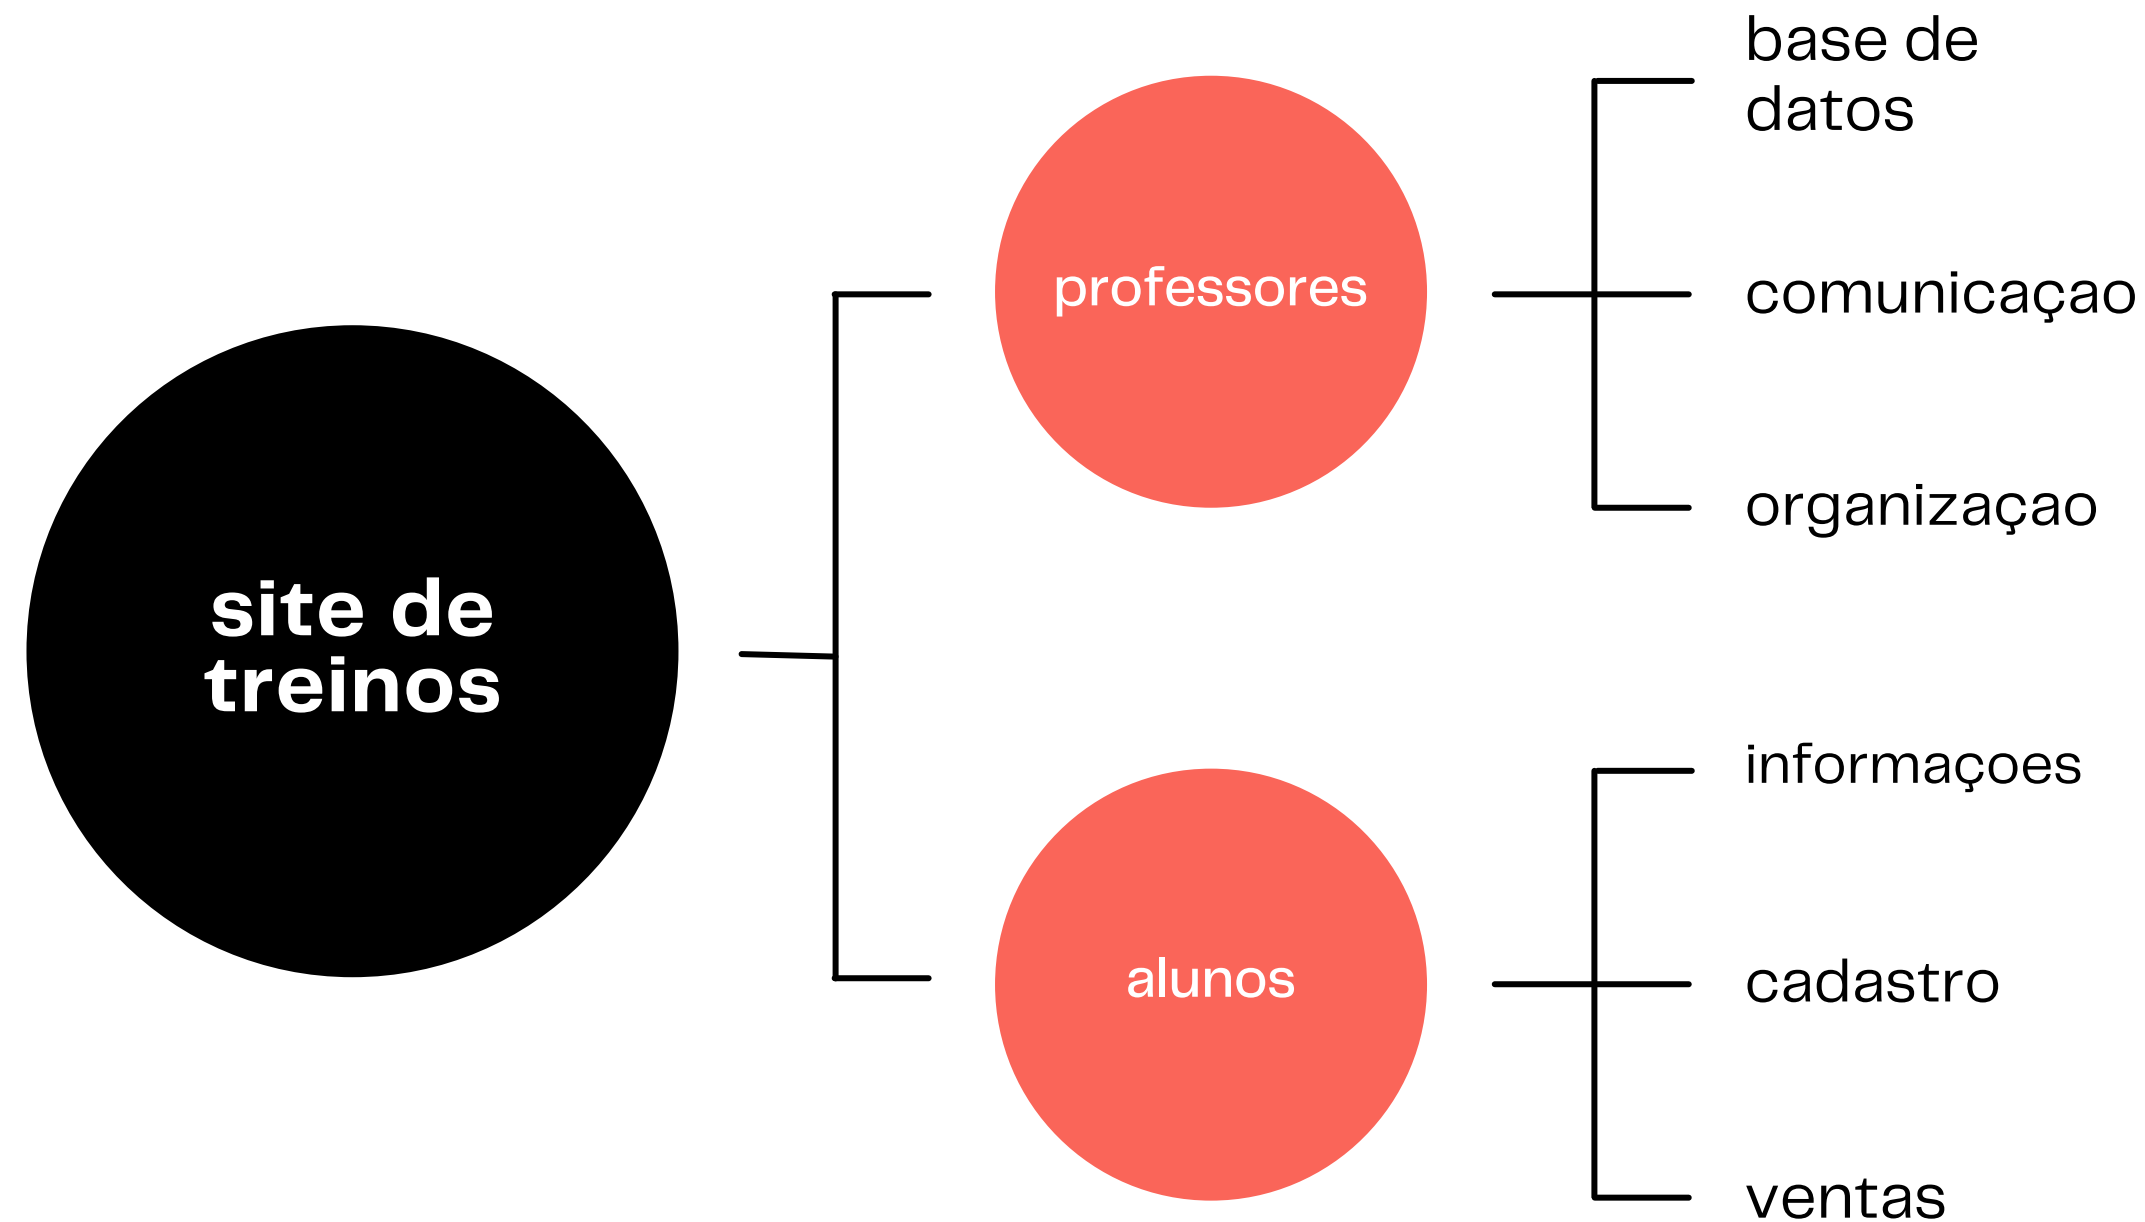 site de
treinos
professores
base de
datos
comunicaçao
organizaçao
alunos
informaçoes
cadastro
ventas